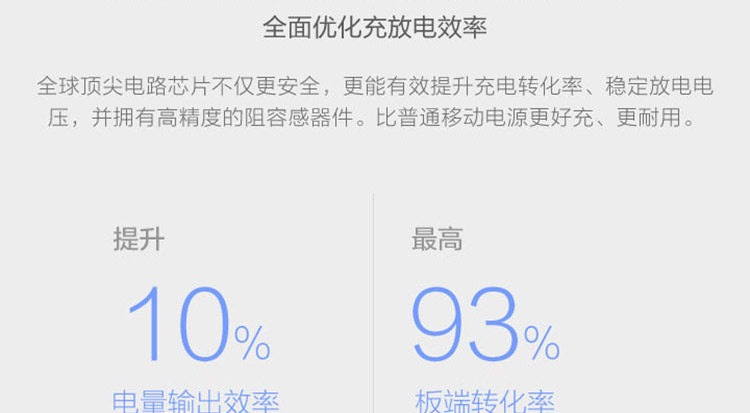 全面优化充放电效率
全球顶尖电路芯片不仅更安全，更能有效提升充电转化率、稳定放电电
压，并拥有高精度的阻容感器件。比普通移动电源更好充、更耐用。
提升
最高
10%
93%
电量输出效率
板端转化率